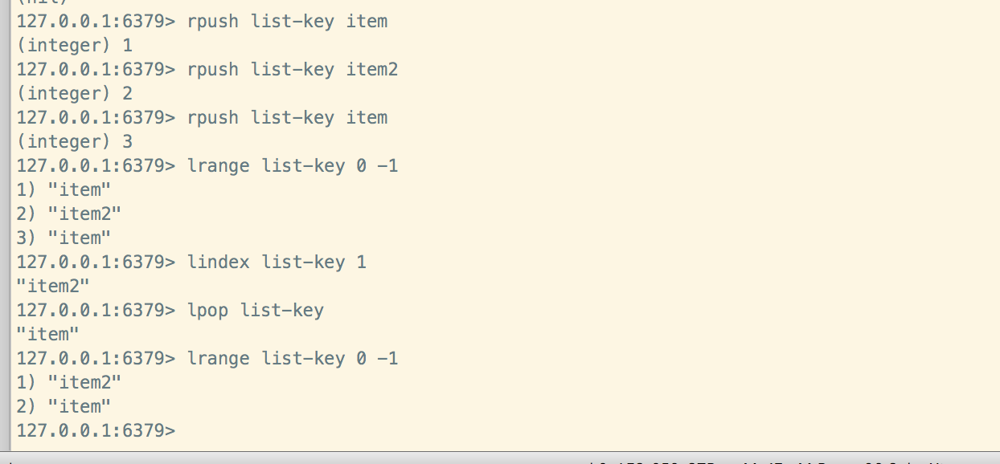 (nil)
127.0.0.1:6379> rpush list-key item
(integer) 1
127.0.0.1:6379> rpush list-key item2
(integer) 2
127.0.0.1:6379> rpush list-key item
(integer) 3
127.0.0.1:6379> lrange list-key 0 -1
1) "item"
2) "item2"
3) "item"
127.0.0.1:6379> lindex list-key 1
"item2"
127.0.0.1:6379> lpop list-key
"item"
127.0.0.1:6379> lrange list-key 0 -1
1) "item2"
2) "item"
127.0.0.1:6379>